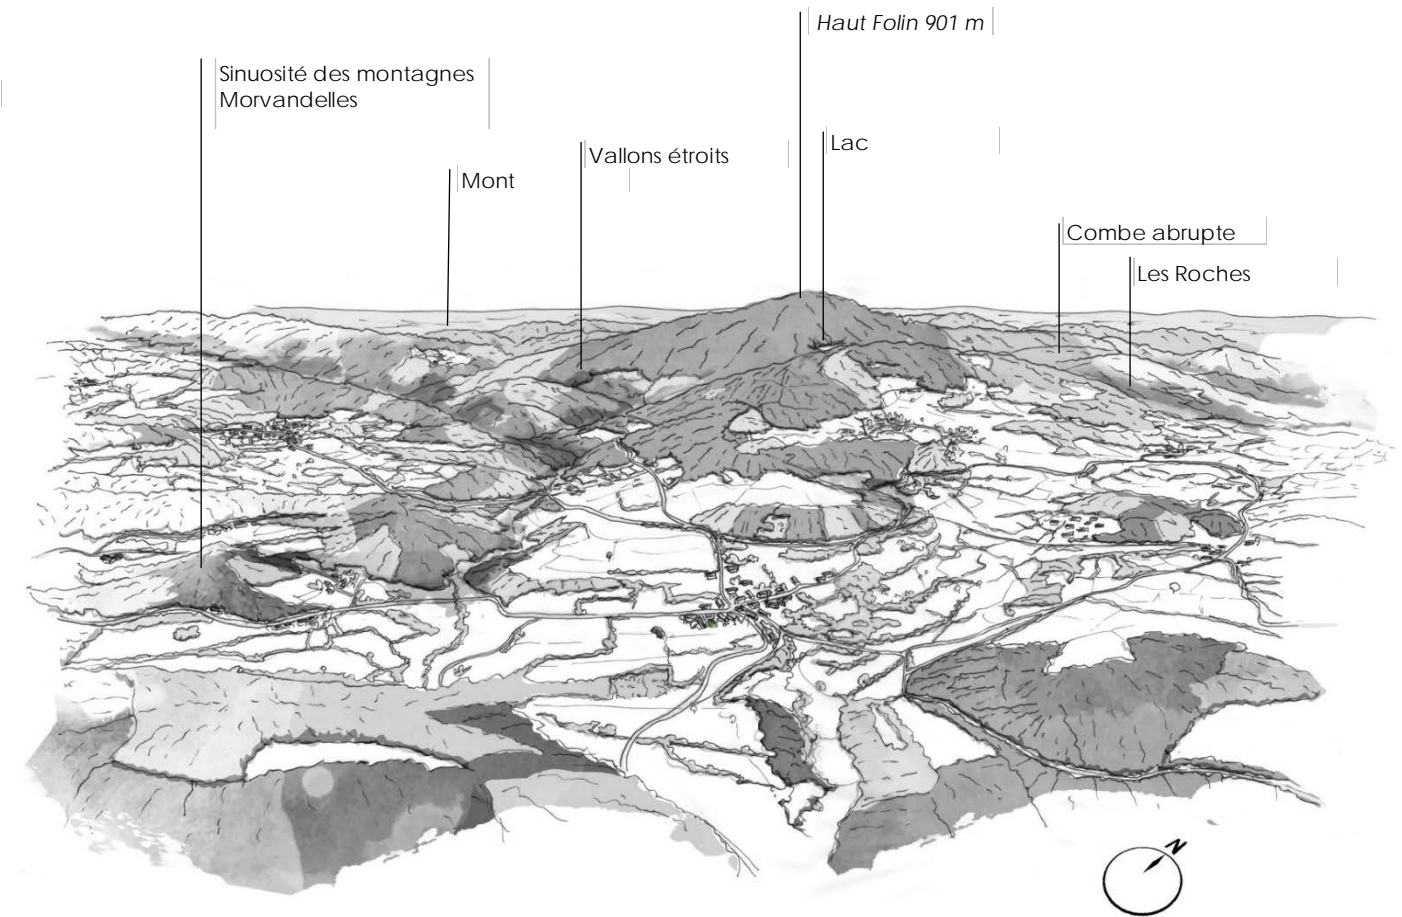 Haut Folin 901 m
Sinuosité des montagnes
Morvandelles
Lac
Vallons étroits
Mont
Combe abrupte
Les Roches
N